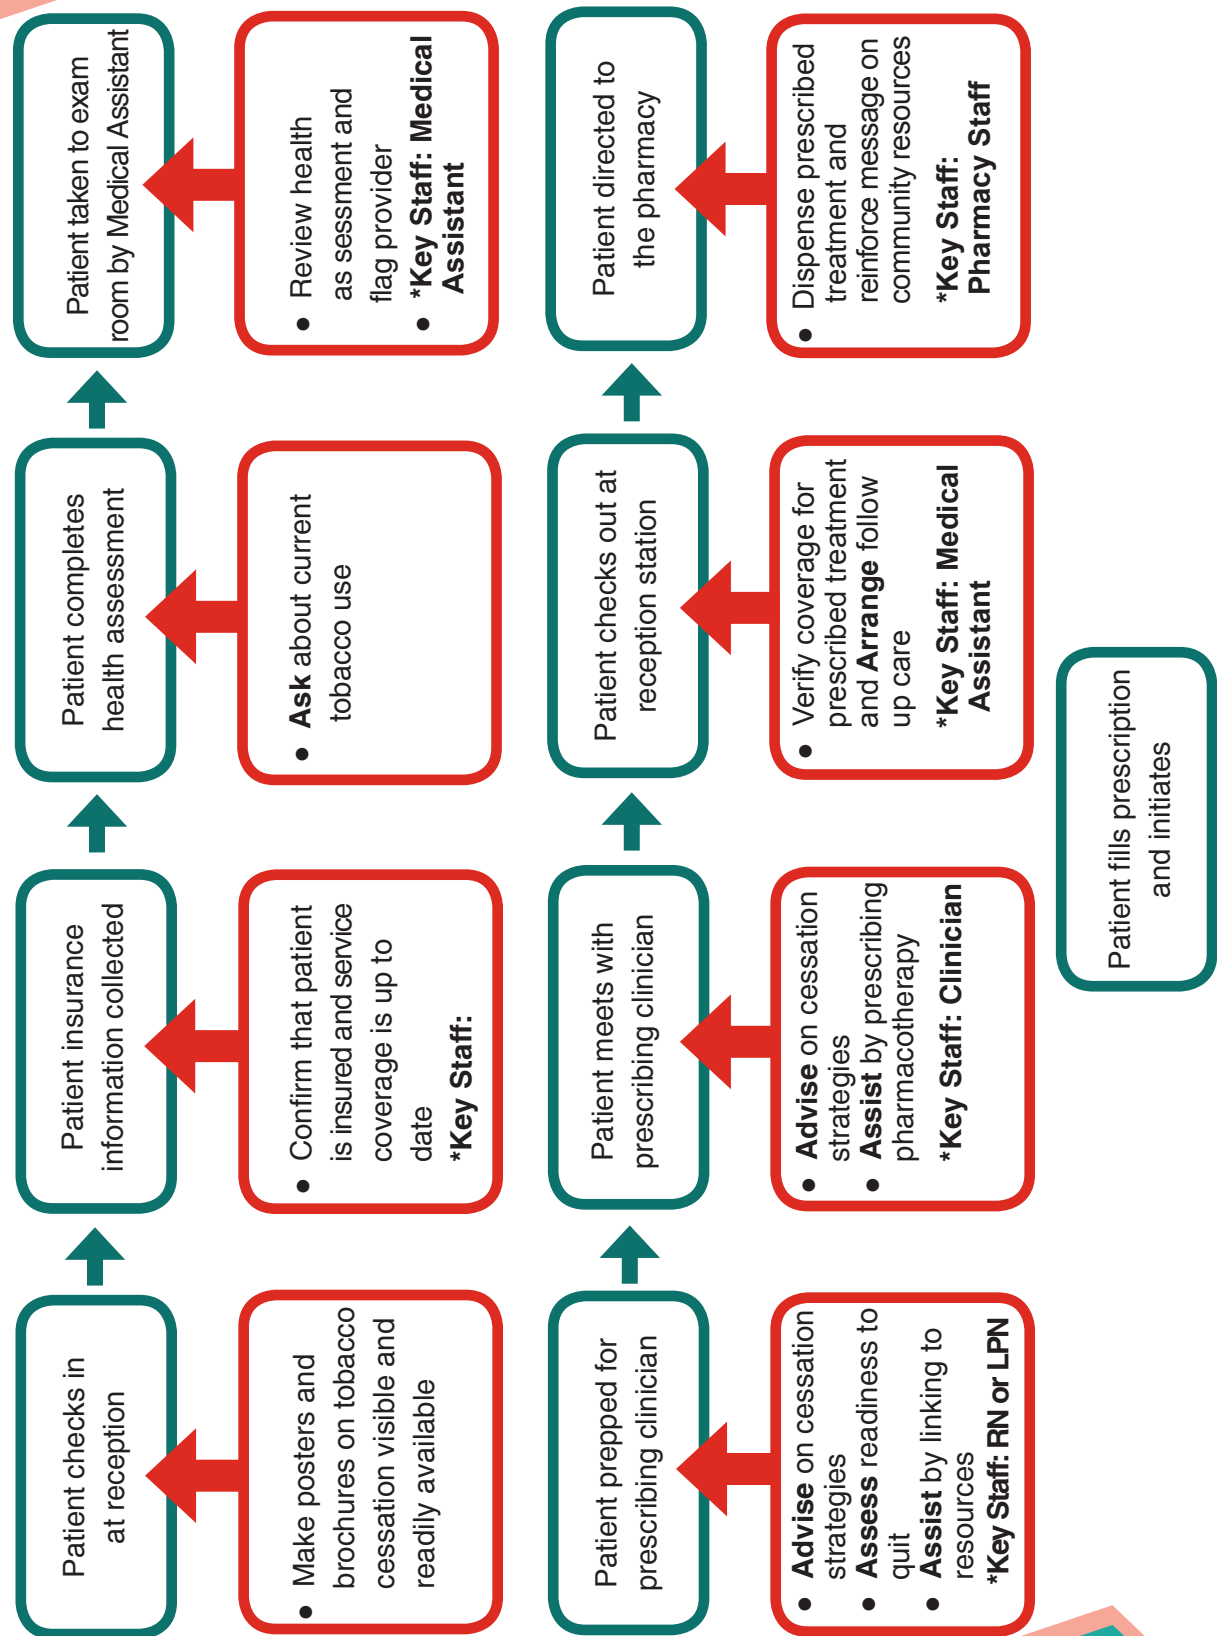 Patient checks in
at reception
Patient insurance
information collected
Patient completes
health assessment
Patient taken to exam
room by Medical Assistant
• Make posters and
brochures on tobacco
cessation visible and
readily available
• Confirm that patient
is insured and service
coverage is up to
date
*Key Staff:
• Ask about current
tobacco use
• Review health
as sessment and
flag provider
• *Key Staff: Medical
Assistant
Patient prepped for
prescribing clinician
Patient meets with
prescribing clinician
Patient checks out at
reception station
Patient directed to
the pharmacy
• Advise on cessation
strategies
• Assess readiness to
quit
• Assist by linking to
resources
*Key Staff: RN or LPN
• Advise on cessation
strategies
• Assist by prescribing
pharmacotherapy
*Key Staff: Clinician
• Verify coverage for
prescribed treatment
and Arrange follow
up care
*Key Staff: Medical
Assistant
• Dispense prescribed
treatment and
reinforce message on
community resources
*Key Staff:
Pharmacy Staff
Patient fills prescription
and initiates